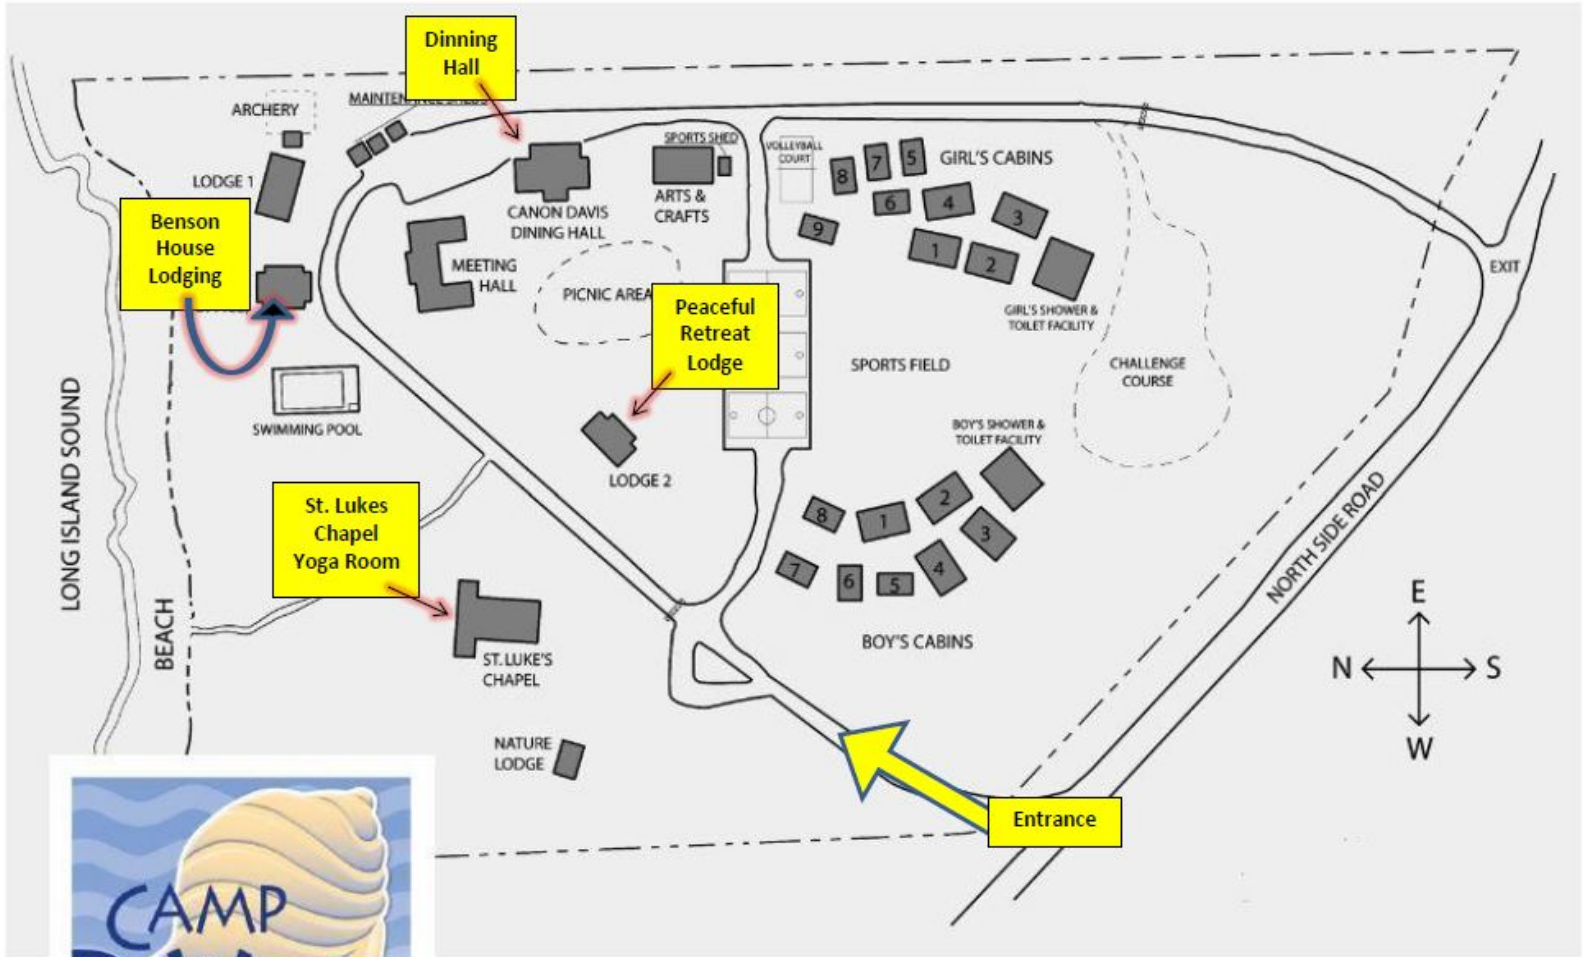 Dinning
Hall
ARCHERY
MAINTENANCE SHEDS
SPORTS SHED
VOLLEYBALL
COURT
8
7
5
GIRL'S CABINS
LODGE 1
6
4
3
ARTS &
CRAFTS
CANON DAVIS
DINING HALL
9
1
2
Benson
House
Lodging
MEETING
HALL
PICNIC AREA
EXIT
GIRL'S SHOWER &
TOILET FACILITY
Peaceful
Retreat
Lodge
SPORTS FIELD
CHALLENGE
COURSE
SWIMMING POOL
BOY'S SHOWER &
TOILET FACILITY
LODGE 2
LONG ISLAND SOUND
St. Lukes
Chapel
Yoga Room
8
1
2
3
7
6
5
4
NORTH SIDE ROAD
BEACH
BOY'S CABINS
ST. LUKE'S
CHAPEL
E
N
S
W
NATURE
LODGE
Entrance
CAMP